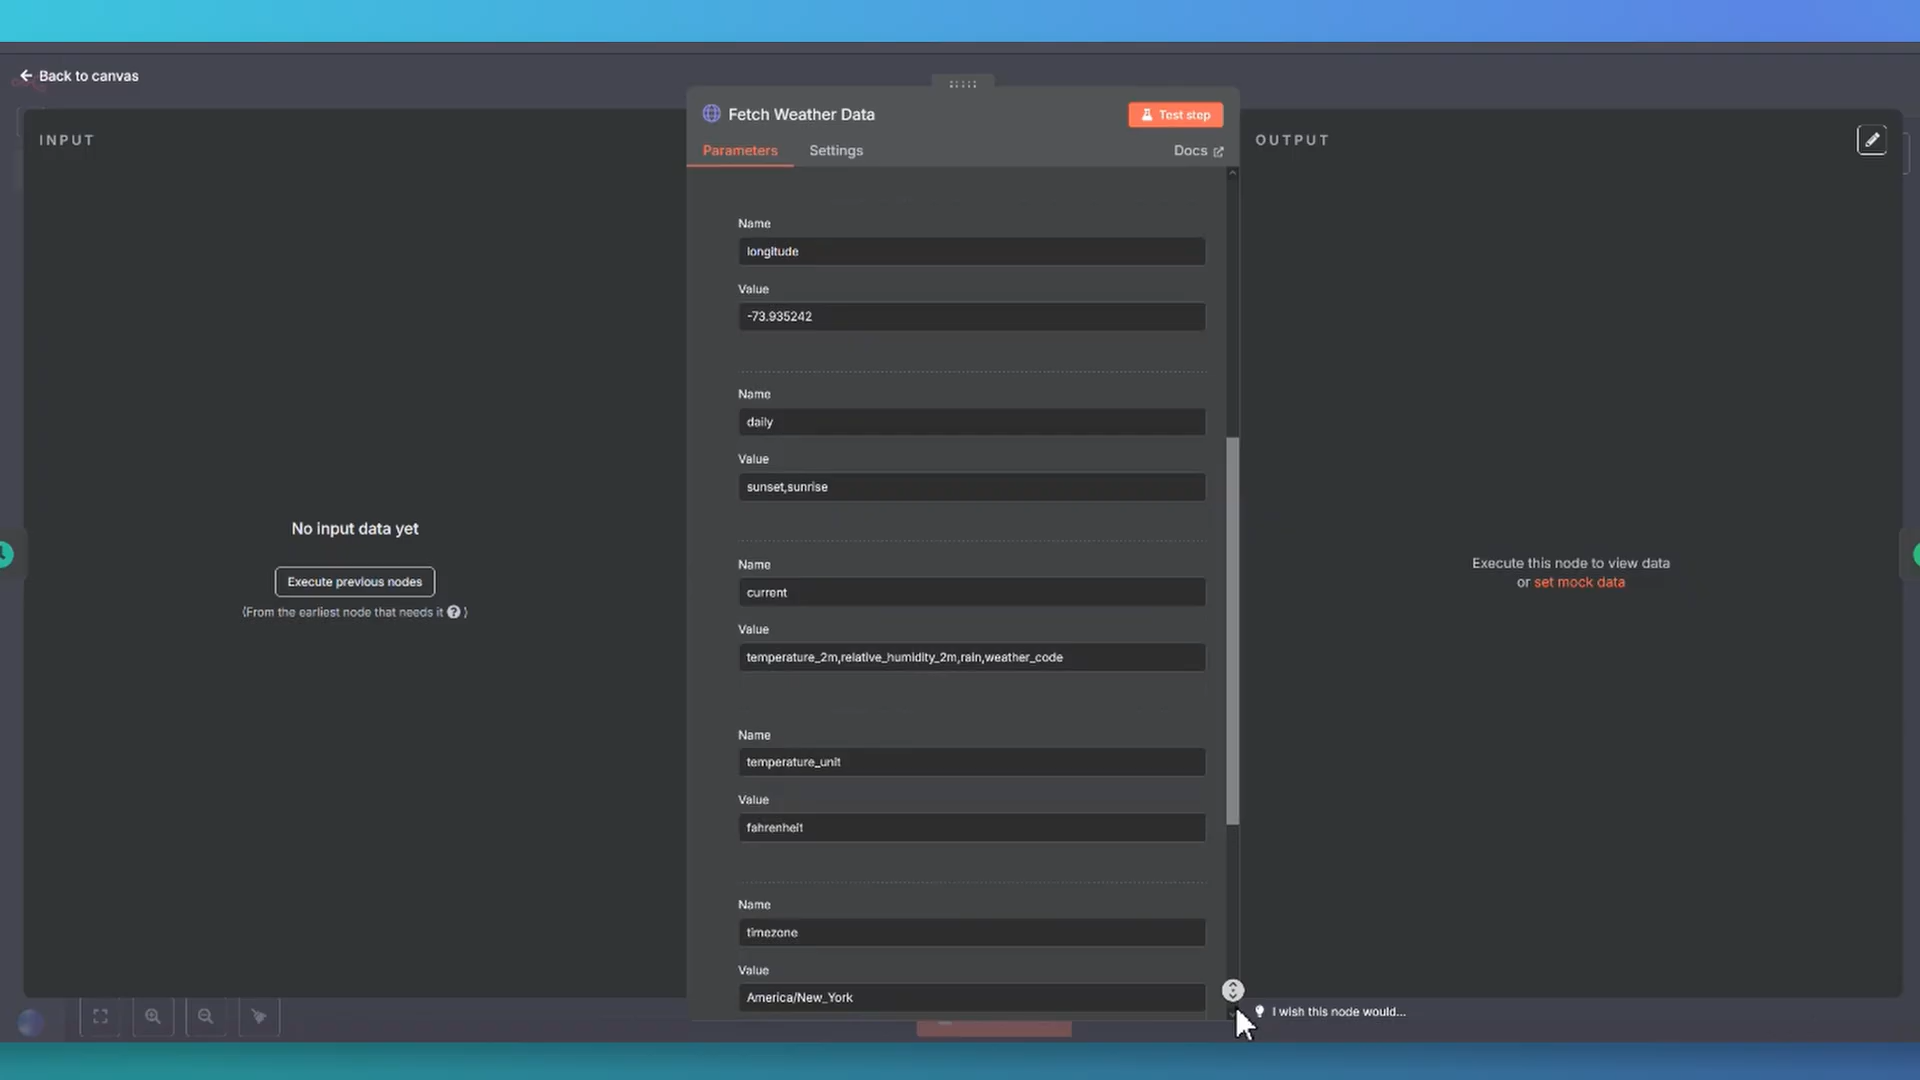 Back to canvas
INPUT
No input data yet
Execute previous nodes
(From the earliest node that needs it ? )
Fetch Weather Data
Test step
Parameters
Settings
Docs
Name
longitude
Value
-73.935242
Name
daily
Value
sunset,sunrise
Name
current
Value
temperature_2m,relative_humidity_2m,rain,weather_code
Name
temperature_unit
Value
fahrenheit
Name
timezone
Value
America/New_York
OUTPUT
Execute this node to view data
or set mock data
I wish this node would...